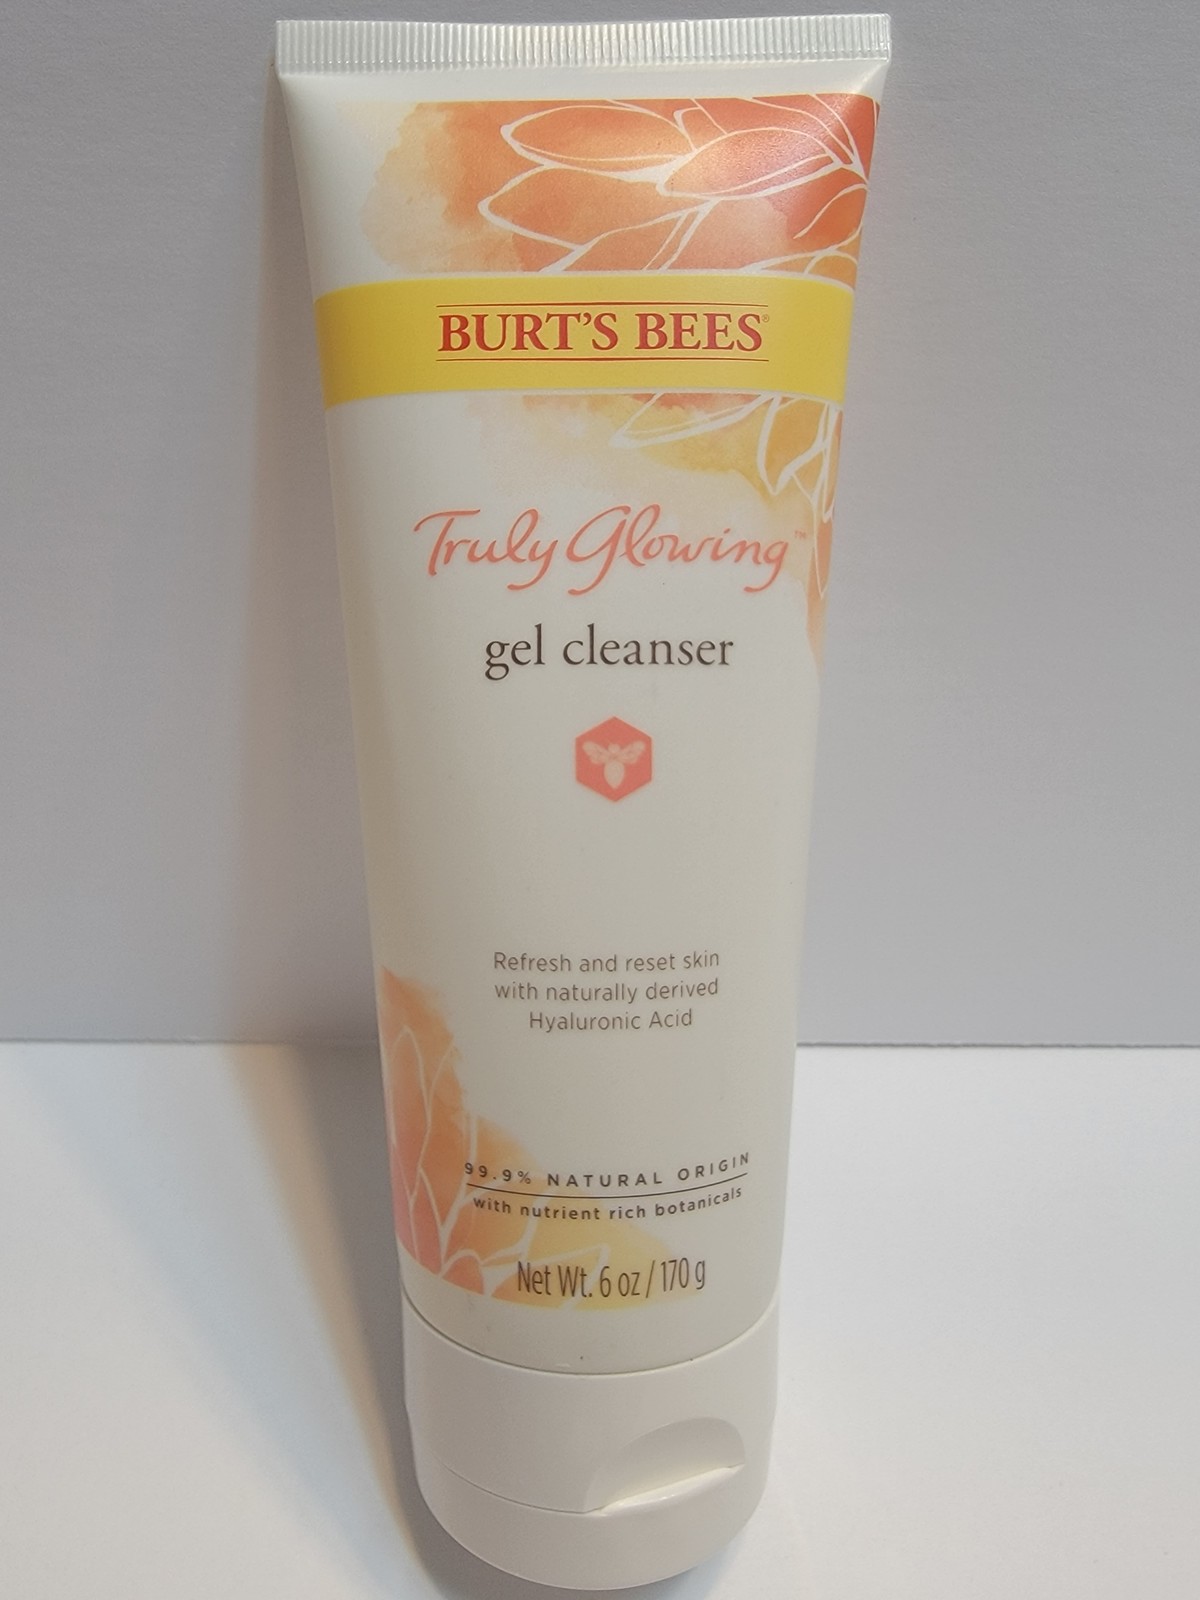 BURT'S BEES®
Truly Glowing™
gel cleanser
Refresh and reset skin
with naturally derived
Hyaluronic Acid
99.9% NATURAL ORIGIN
with nutrient rich botanicals
Net Wt. 6 oz / 170 g